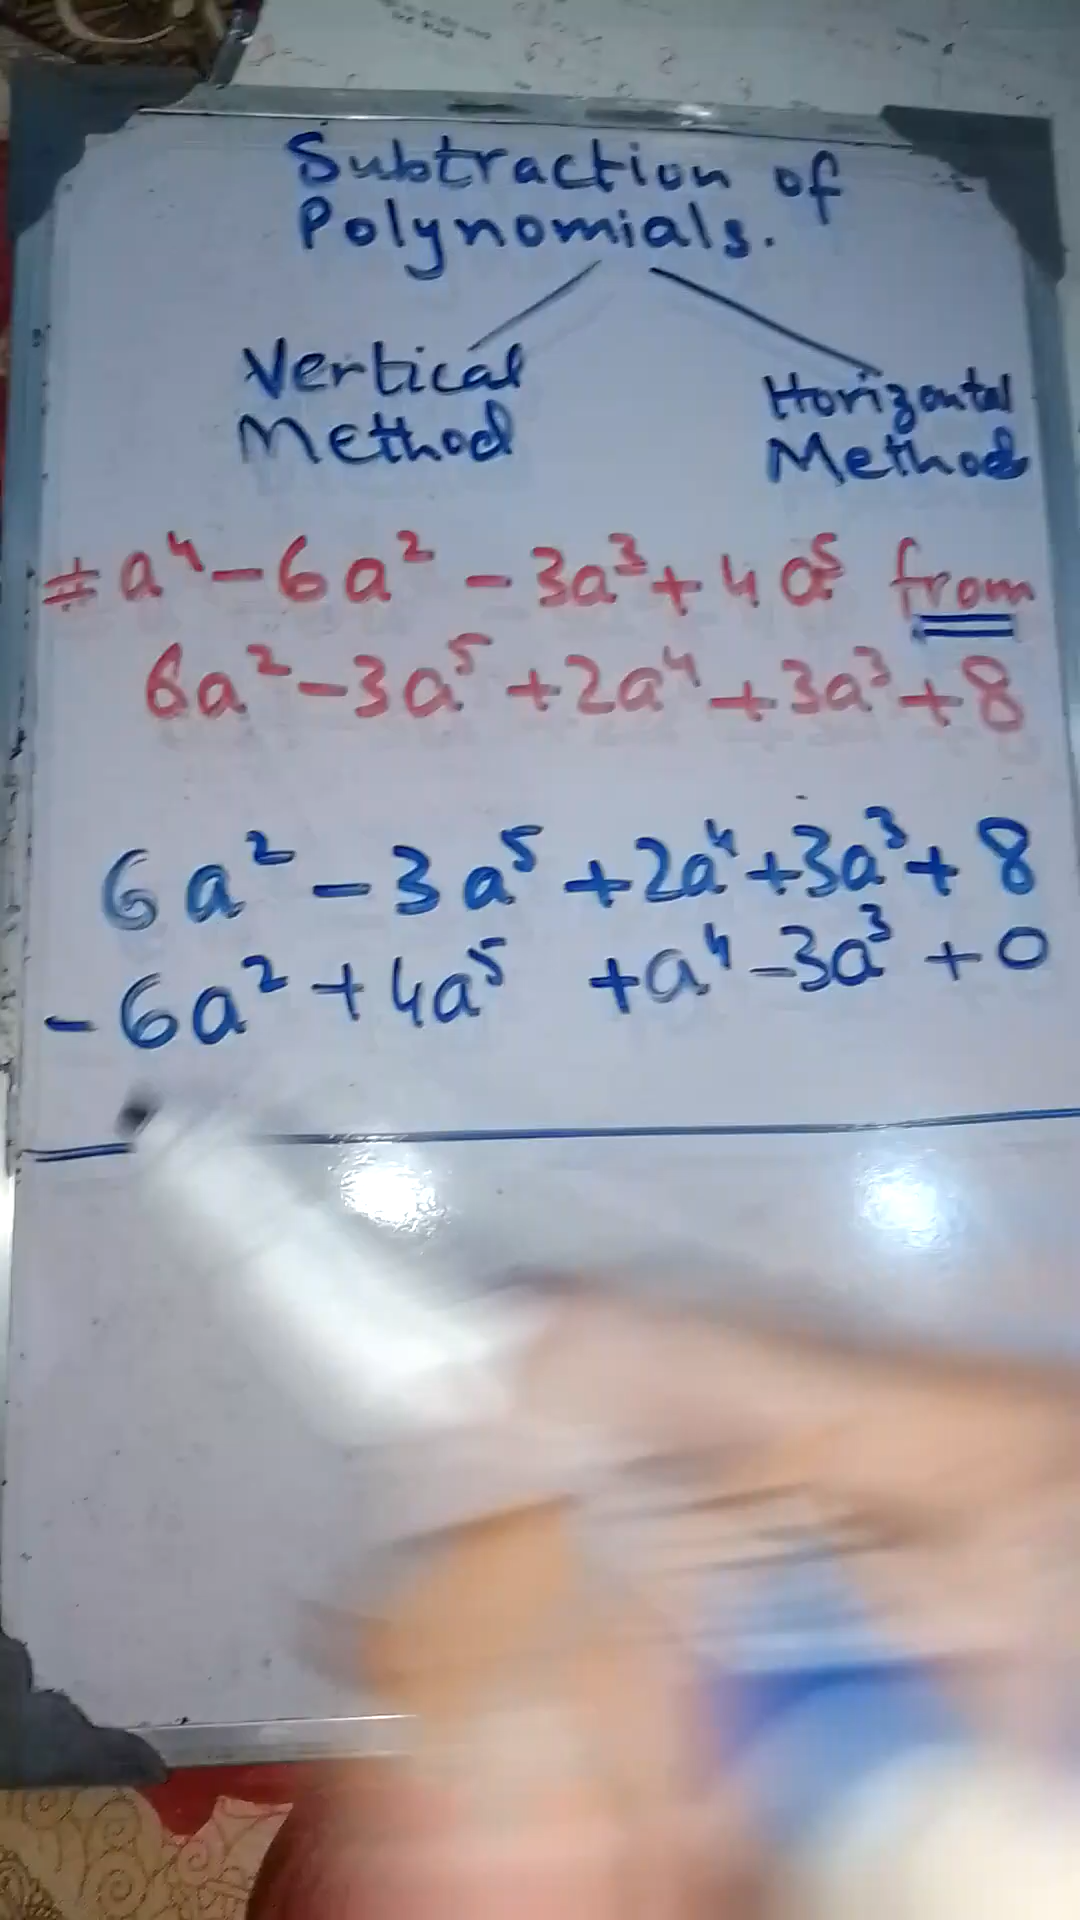 Subtraction of
Polynomials.
Vertical Method
Horizontal Method
# a⁴ - 6a² - 3a³ + 4a⁵ from
6a² - 3a⁵ + 2a⁴ + 3a³ + 8
6a² - 3a⁵ + 2a⁴ + 3a³ + 8
- 6a² + 4a⁵ + a⁴ - 3a³ + 0